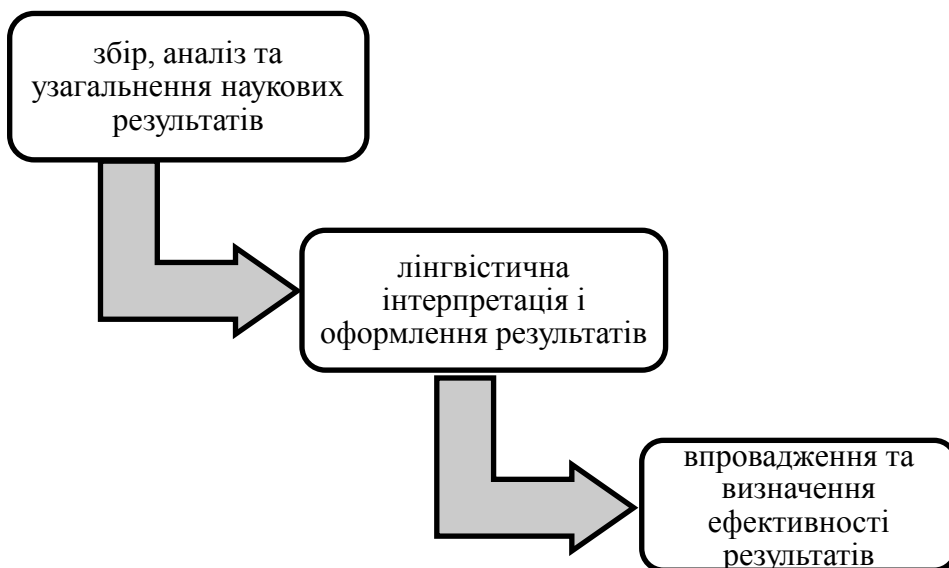 збір, аналіз та
узагальнення наукових
результатів
лінгвістична
інтерпретація і
оформлення результатів
впровадження та
визначення
ефективності
результатів